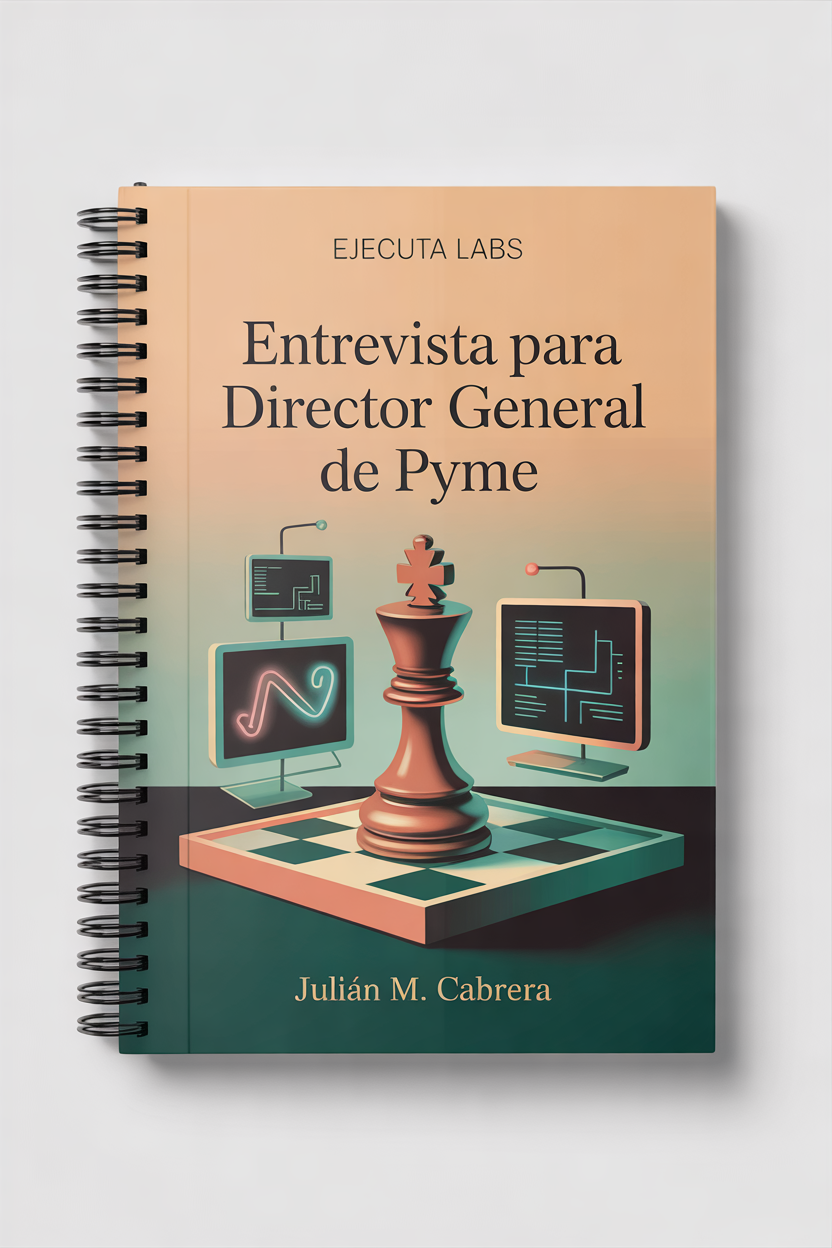 EJECUTA LABS
Entrevista para
Director General
de Pyme
Julián M. Cabrera